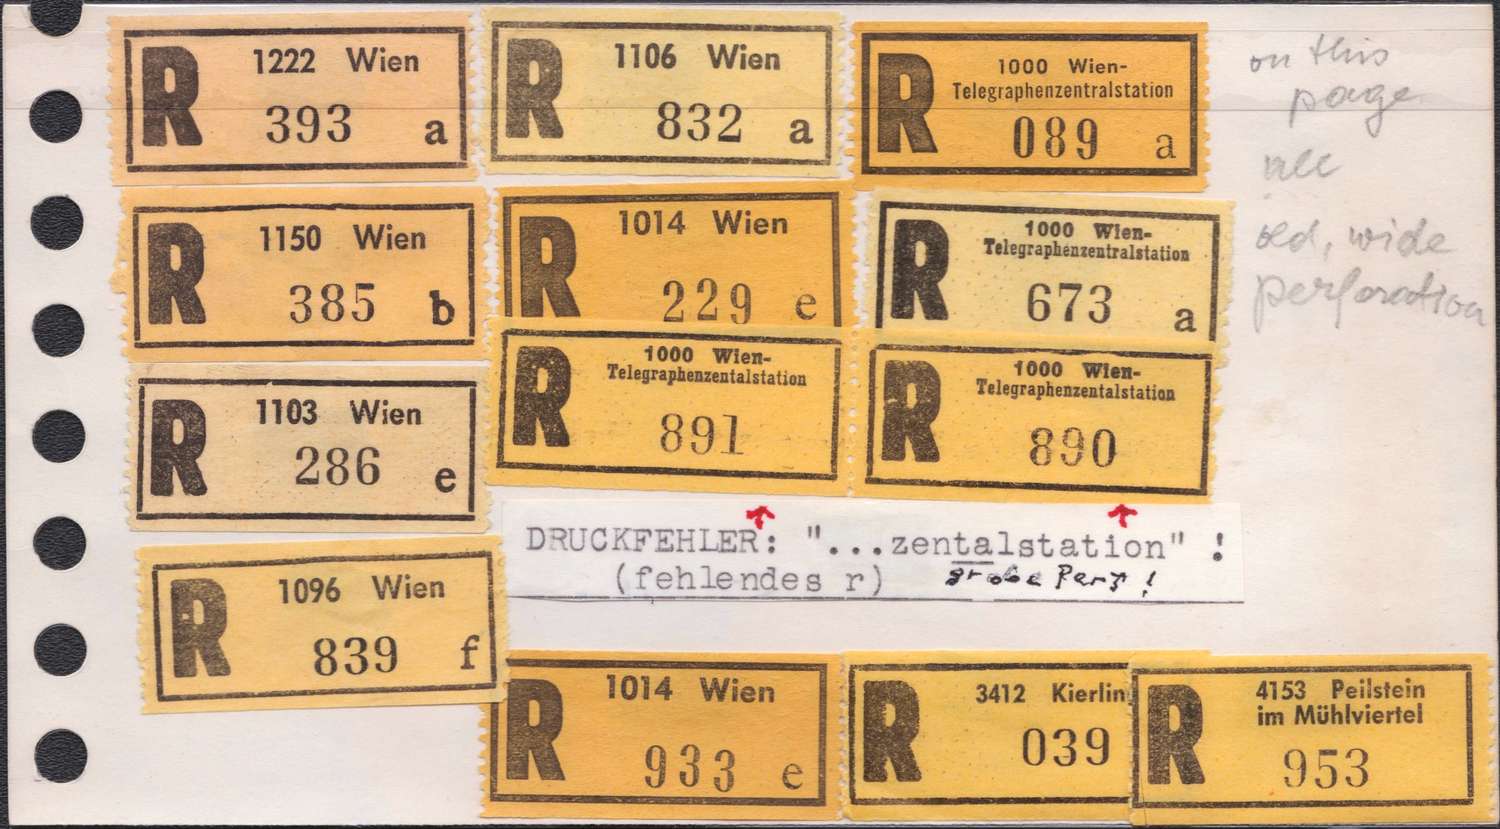 R 1222 Wien
393 a
R 1106 Wien
832 a
R 1000 Wien-
Telegraphenzentralstation
089 a
on this
page
all
old, wide
perforation
R 1150 Wien
385 b
R 1014 Wien
229 e
R 1000 Wien-
Telegraphenzentralstation
673 a
R 1103 Wien
286 e
R 1000 Wien-
Telegraphenzentalstation
891
R 1000 Wien-
Telegraphenzentalstation
890
DRUCKFEHLER: "...zentalstation" !
(fehlendes r) grobe Perf!
R 1096 Wien
839 f
R 1014 Wien
933 e
R 3412 Kierlin
039
R 4153 Peilstein
im Mühlviertel
953